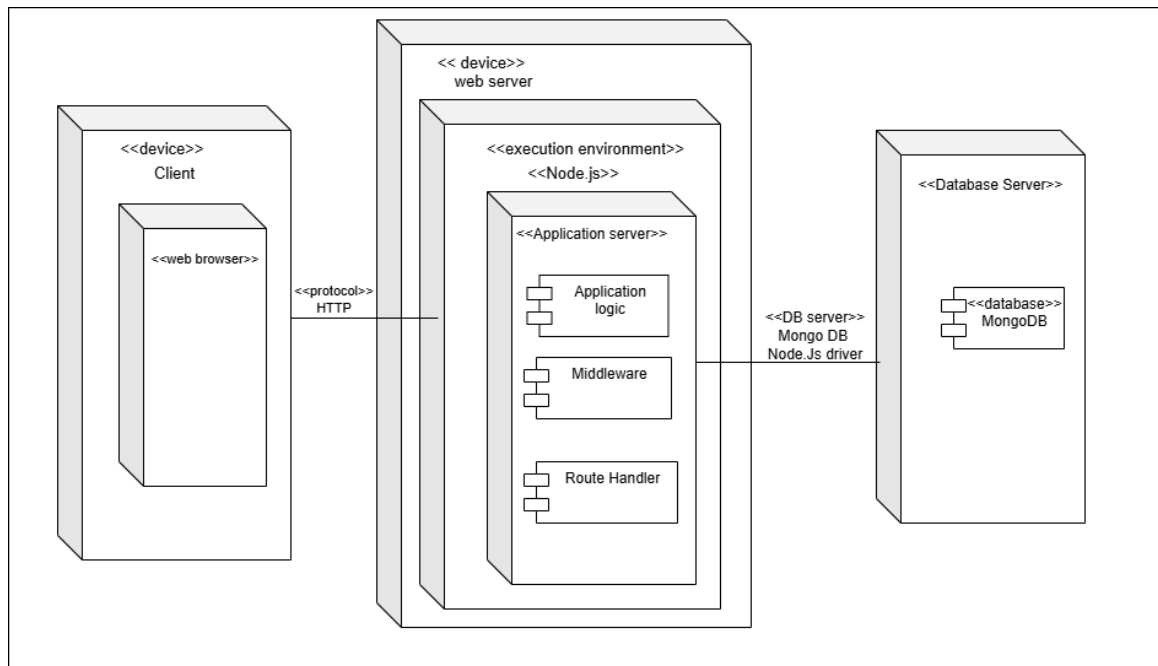 <<device>>
Client
<<web browser>>
<<protocol>>
HTTP
<< device>>
web server
<<execution environment>>
<<Node.js>>
<<Application server>>
Application
logic
Middleware
Route Handler
<<DB server>>
Mongo DB
Node.Js driver
<<Database Server>>
<<database>>
MongoDB